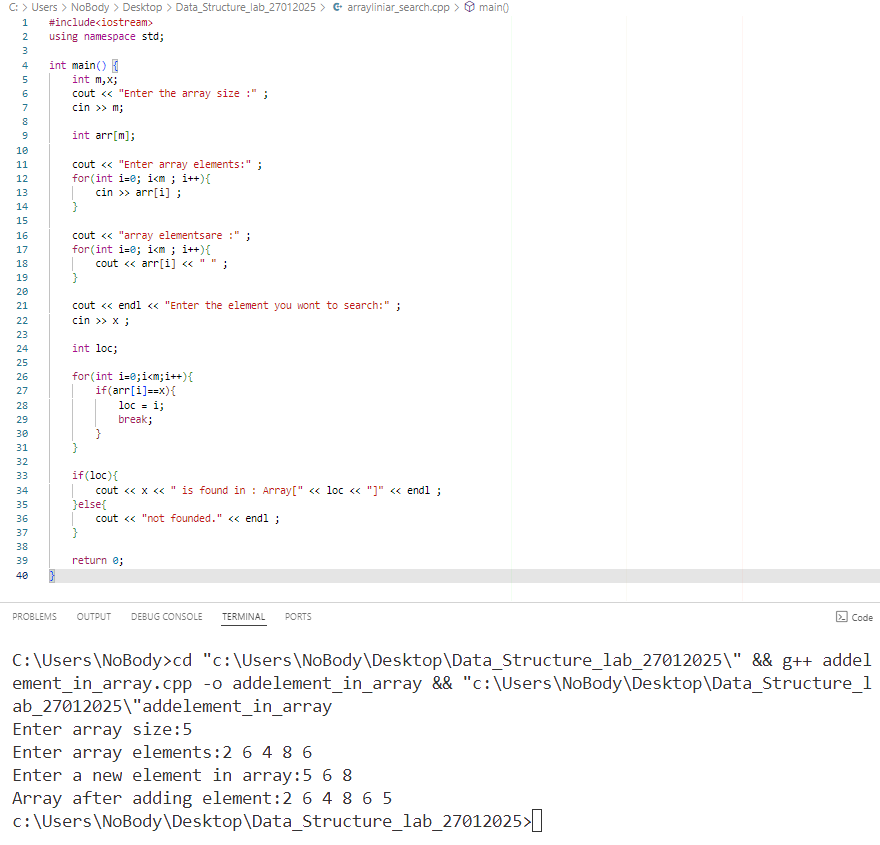 C: > Users > NoBody > Desktop > Data_Structure_lab_27012025 > arrayliniar_search.cpp > main()
1 #include<iostream>
2 using namespace std;
3
4 int main() {
5     int m,x;
6     cout << "Enter the array size :" ;
7     cin >> m;
8
9     int arr[m];
10
11     cout << "Enter array elements:" ;
12     for(int i=0; i<m ; i++){
13         cin >> arr[i] ;
14     }
15
16     cout << "array elementsare :" ;
17     for(int i=0; i<m ; i++){
18         cout << arr[i] << " " ;
19     }
20
21     cout << endl << "Enter the element you wont to search:" ;
22     cin >> x ;
23
24     int loc;
25
26     for(int i=0;i<m;i++){
27         if(arr[i]==x){
28             loc = i;
29             break;
30         }
31     }
32
33     if(loc){
34         cout << x << " is found in : Array[" << loc << "]" << endl ;
35     }else{
36         cout << "not founded." << endl ;
37     }
38
39     return 0;
40 }
PROBLEMS OUTPUT DEBUG CONSOLE TERMINAL PORTS Code
C:\Users\NoBody>cd "c:\Users\NoBody\Desktop\Data_Structure_lab_27012025\" && g++ addel
ement_in_array.cpp -o addelement_in_array && "c:\Users\NoBody\Desktop\Data_Structure_l
ab_27012025\"addelement_in_array
Enter array size:5
Enter array elements:2 6 4 8 6
Enter a new element in array:5 6 8
Array after adding element:2 6 4 8 6 5
c:\Users\NoBody\Desktop\Data_Structure_lab_27012025>